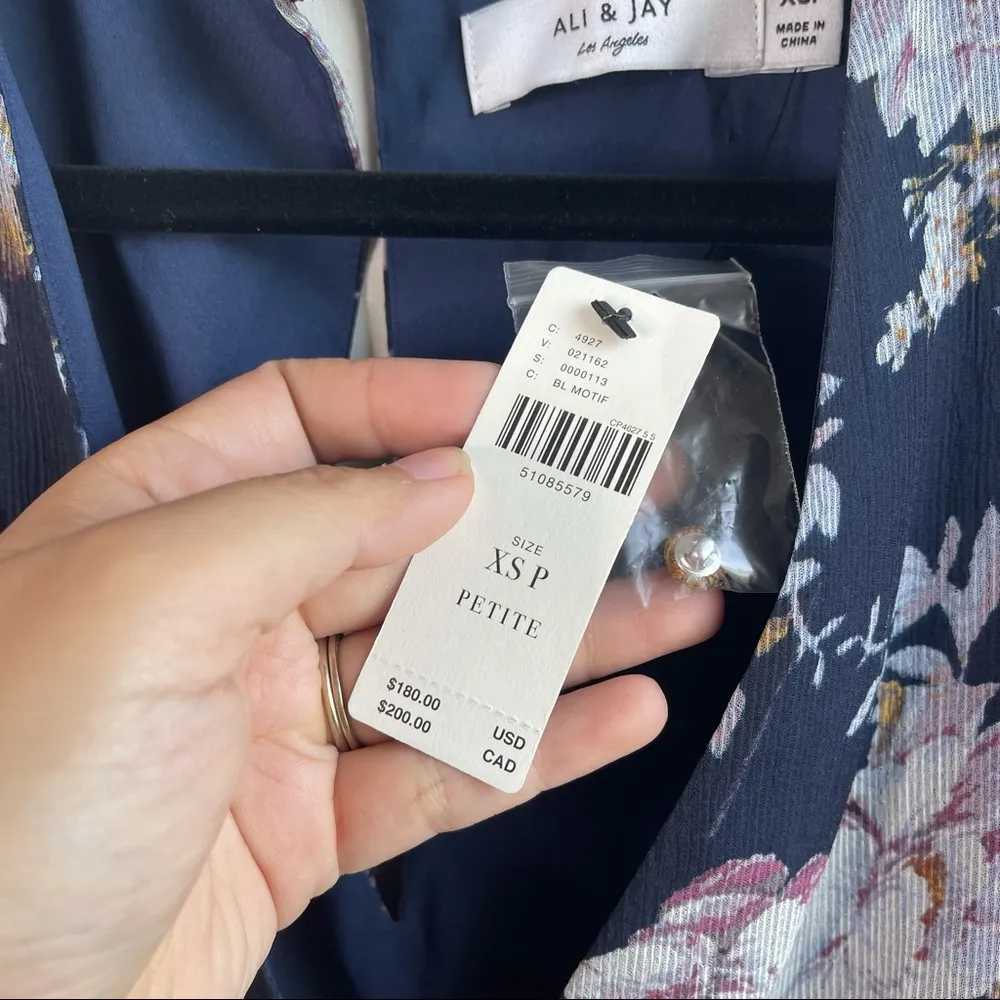 ALI & JAY
Los Angeles
MADE IN
CHINA
C: 4927
V: 021162
S: 0000113
C: BL MOTIF
CP4627 5.5
51085579
SIZE
XS P
PETITE
$180.00 USD
$200.00 CAD